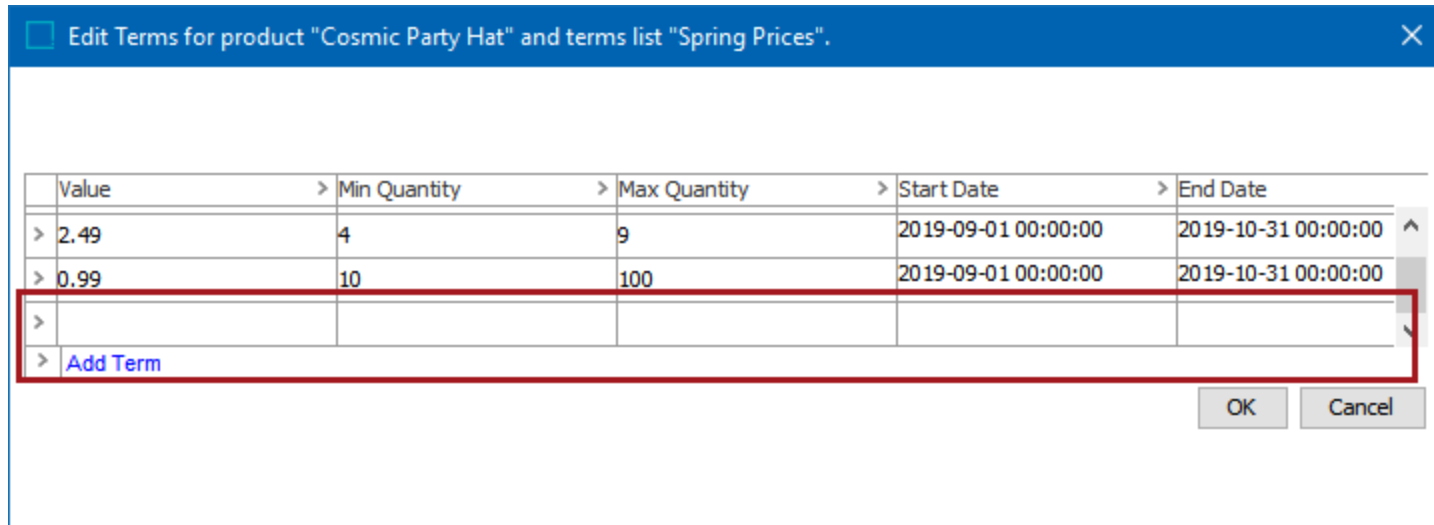 Edit Terms for product "Cosmic Party Hat" and terms list "Spring Prices".
Value > Min Quantity > Max Quantity > Start Date > End Date
> 2.49 4 9 2019-09-01 00:00:00 2019-10-31 00:00:00
> 0.99 10 100 2019-09-01 00:00:00 2019-10-31 00:00:00
>
> Add Term
OK Cancel